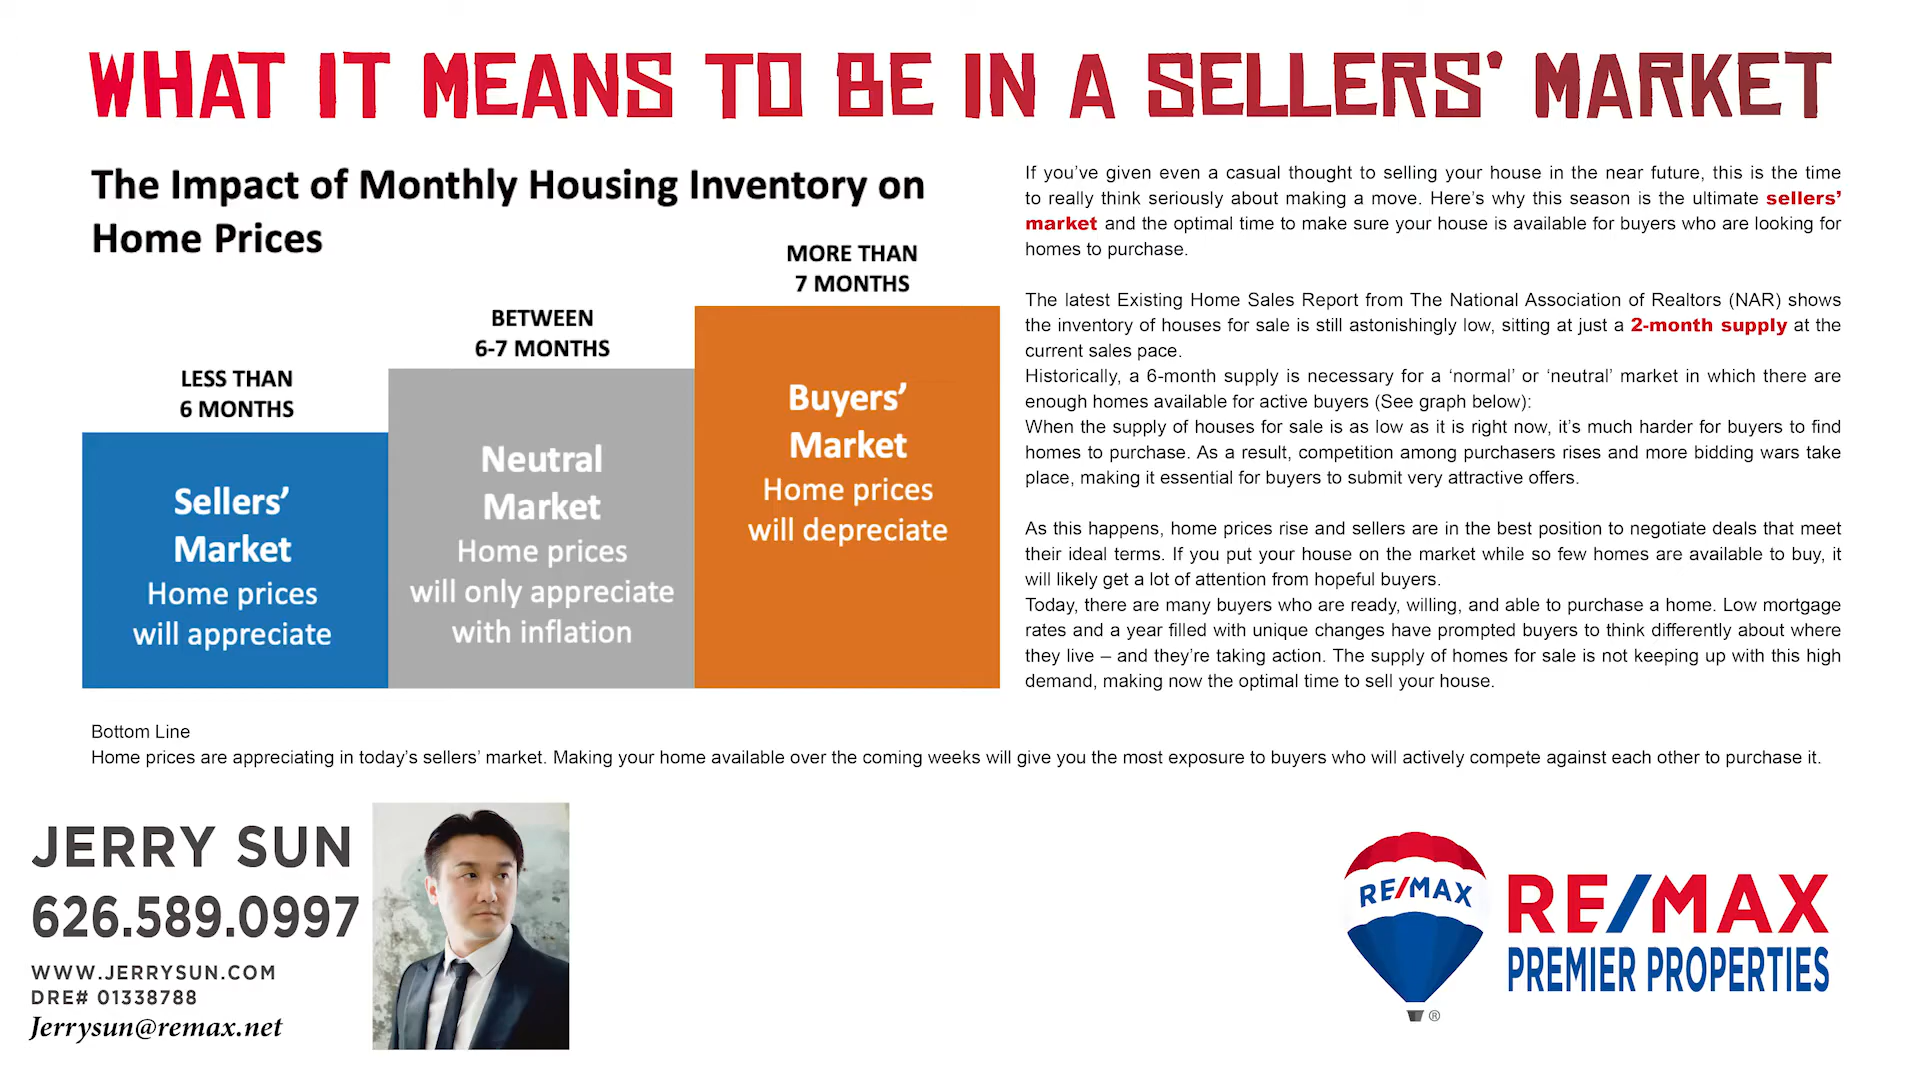 WHAT IT MEANS TO BE IN A SELLERS’ MARKET
The Impact of Monthly Housing Inventory on
Home Prices
LESS THAN
6 MONTHS
Sellers’
Market
Home prices
will appreciate
BETWEEN
6-7 MONTHS
Neutral
Market
Home prices
will only appreciate
with inflation
MORE THAN
7 MONTHS
Buyers’
Market
Home prices
will depreciate
If you’ve given even a casual thought to selling your house in the near future, this is the time
to really think seriously about making a move. Here’s why this season is the ultimate sellers’
market and the optimal time to make sure your house is available for buyers who are looking for
homes to purchase.
The latest Existing Home Sales Report from The National Association of Realtors (NAR) shows
the inventory of houses for sale is still astonishingly low, sitting at just a 2-month supply at the
current sales pace.
Historically, a 6-month supply is necessary for a ‘normal’ or ‘neutral’ market in which there are
enough homes available for active buyers (See graph below):
When the supply of houses for sale is as low as it is right now, it’s much harder for buyers to find
homes to purchase. As a result, competition among purchasers rises and more bidding wars take
place, making it essential for buyers to submit very attractive offers.
As this happens, home prices rise and sellers are in the best position to negotiate deals that meet
their ideal terms. If you put your house on the market while so few homes are available to buy, it
will likely get a lot of attention from hopeful buyers.
Today, there are many buyers who are ready, willing, and able to purchase a home. Low mortgage
rates and a year filled with unique changes have prompted buyers to think differently about where
they live – and they’re taking action. The supply of homes for sale is not keeping up with this high
demand, making now the optimal time to sell your house.
Bottom Line
Home prices are appreciating in today’s sellers’ market. Making your home available over the coming weeks will give you the most exposure to buyers who will actively compete against each other to purchase it.
JERRY SUN
626.589.0997
WWW.JERRYSUN.COM
DRE# 01338788
Jerrysun@remax.net
RE/MAX
®
RE/MAX
PREMIER PROPERTIES